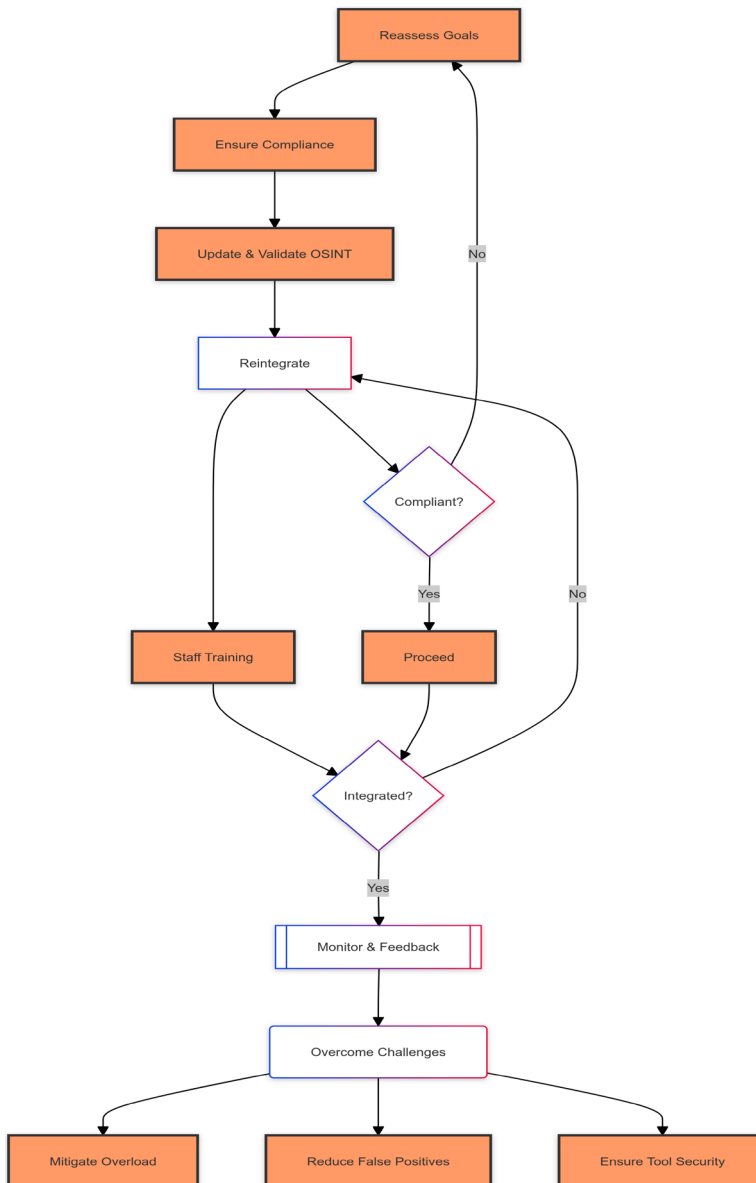 Reassess Goals
Ensure Compliance
Update & Validate OSINT
No
Reintegrate
Compliant?
Yes
No
Staff Training
Proceed
Integrated?
Yes
Monitor & Feedback
Overcome Challenges
Mitigate Overload
Reduce False Positives
Ensure Tool Security